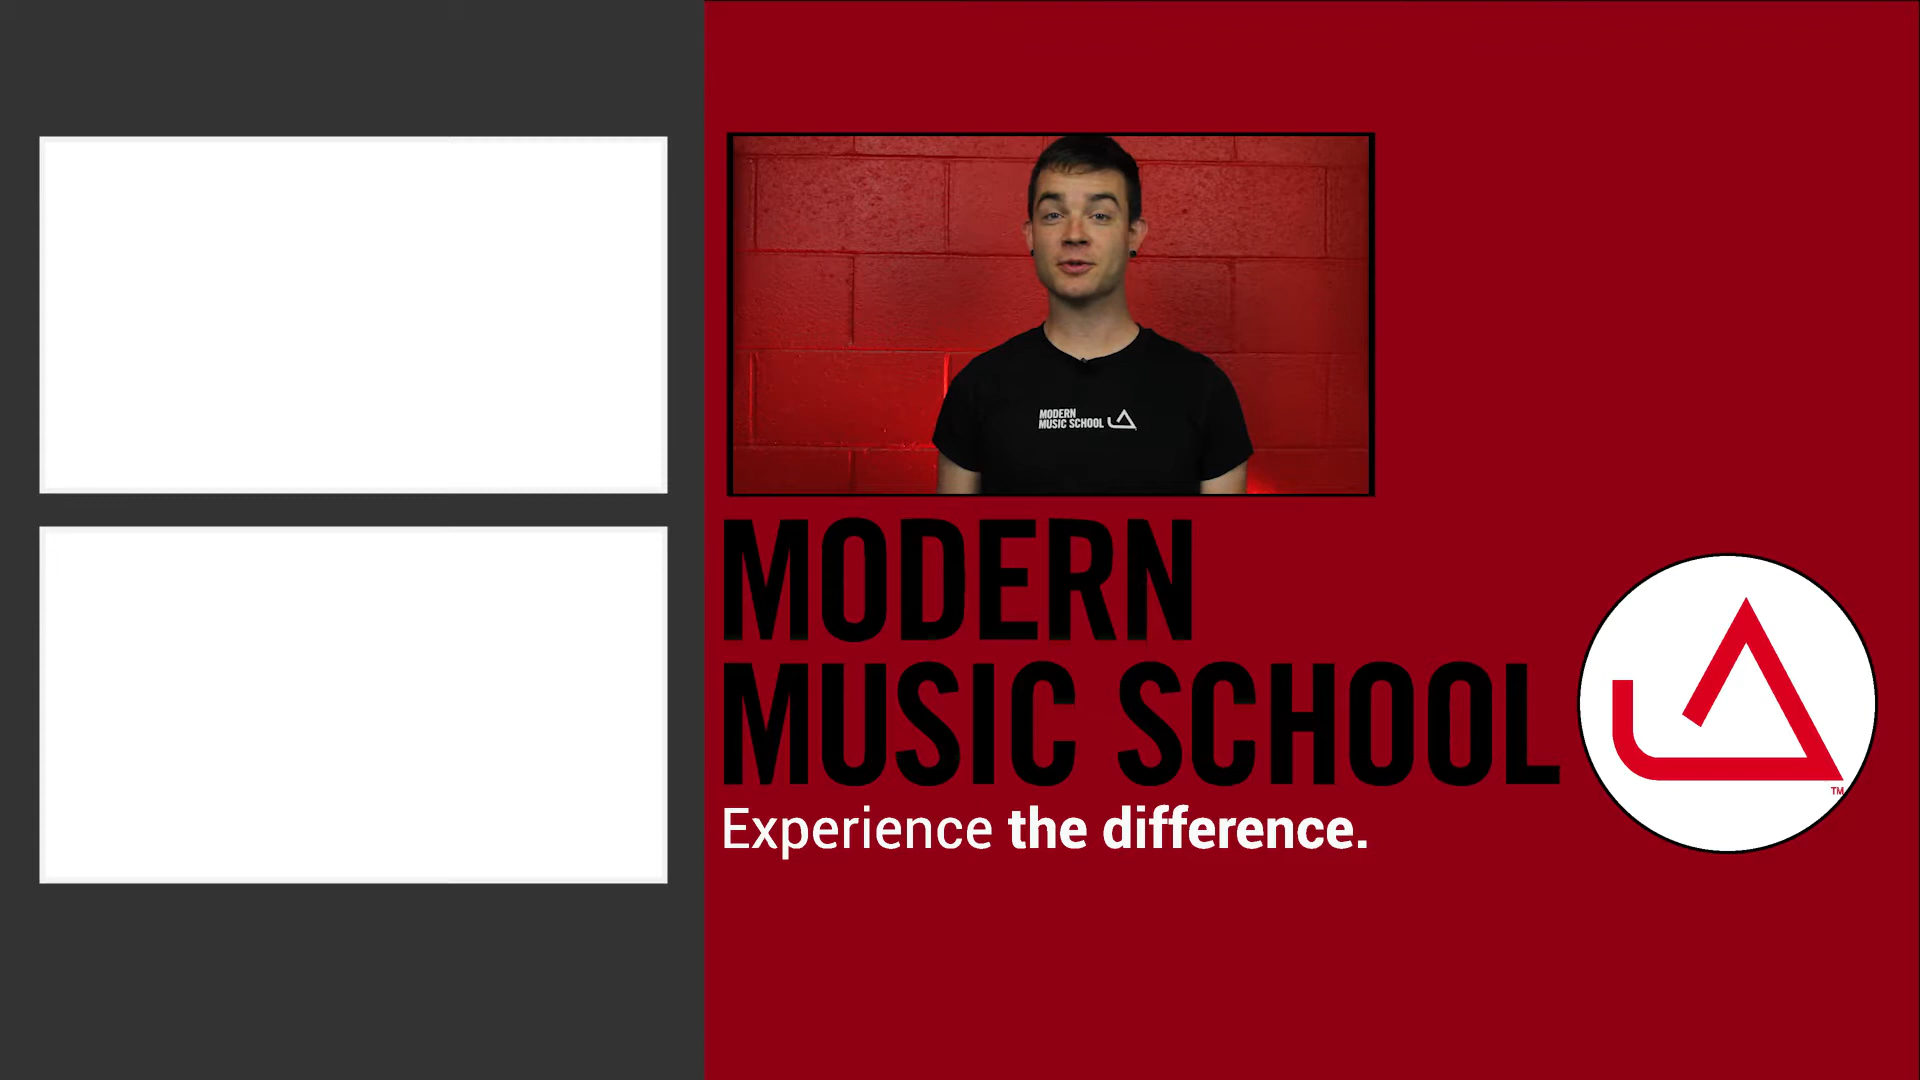 MODERN
MUSIC SCHOOL
MODERN
MUSIC SCHOOL
Experience the difference.
TM